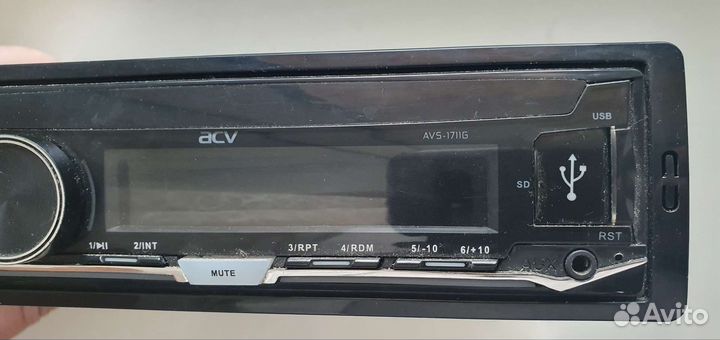 USB
acv AVS-1711G
SD
RST
1/⏯ 2/INT 3/RPT 4/RDM 5/-10 6/+10
MUTE
AUX
Avito